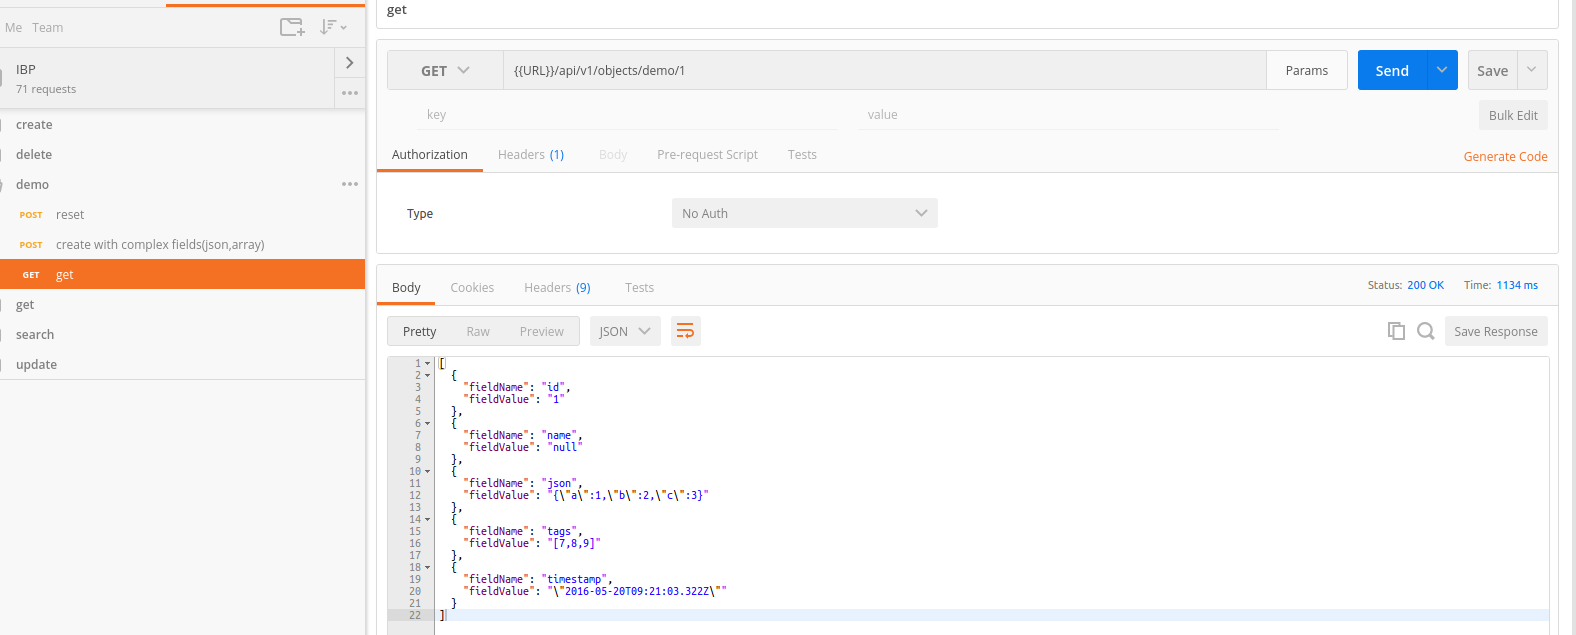 Me Team
IBP
71 requests
create
delete
demo
POST reset
POST create with complex fields(json,array)
GET get
get
search
update
get
GET {{URL}}/api/v1/objects/demo/1 Params Send Save
key value Bulk Edit
Authorization Headers (1) Body Pre-request Script Tests Generate Code
Type No Auth
Body Cookies Headers (9) Tests Status: 200 OK Time: 1134 ms
Pretty Raw Preview JSON Save Response
1 [
2 {
3 "fieldName": "id",
4 "fieldValue": "1"
5 },
6 {
7 "fieldName": "name",
8 "fieldValue": "null"
9 },
10 {
11 "fieldName": "json",
12 "fieldValue": "{\"a\":1,\"b\":2,\"c\":3}"
13 },
14 {
15 "fieldName": "tags",
16 "fieldValue": "[7,8,9]"
17 },
18 {
19 "fieldName": "timestamp",
20 "fieldValue": "\"2016-05-20T09:21:03.322Z\""
21 }
22 ]